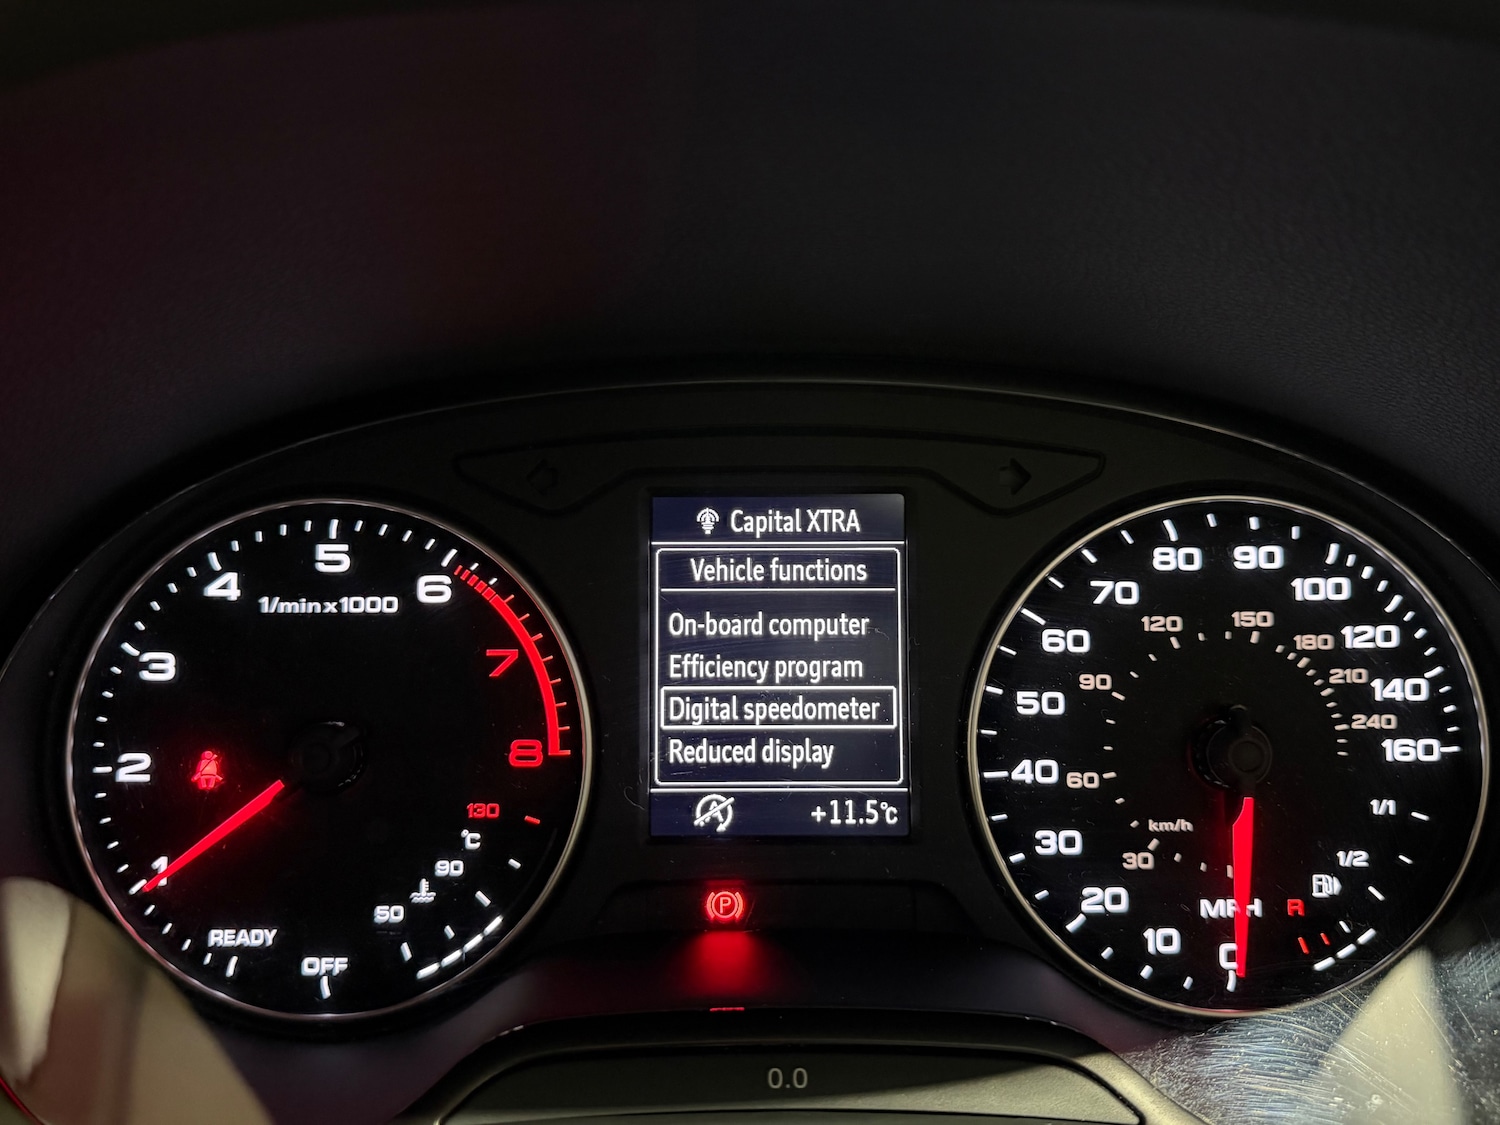 Capital XTRA
Vehicle functions
On-board computer
Efficiency program
Digital speedometer
Reduced display
+11.5°C
1/min x 1000
1
2
3
4
5
6
7
8
READY
OFF
50
90
°C
130
0
10
20
30
40
50
60
70
80
90
100
120
140
160
MPH
km/h
30
60
90
120
150
180
210
240
R
1/2
1/1
P
0.0